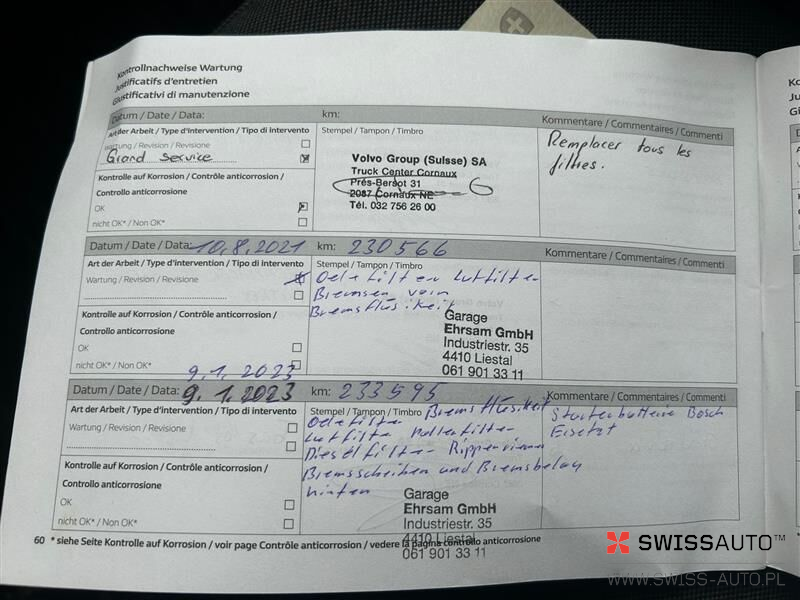 Kontrollnachweise Wartung
Justificatifs d'entretien
Giustificativi di manutenzione
Datum / Date / Data:
km:
Kommentare / Commentaires / Commenti
Art der Arbeit / Type d'intervention / Tipo di intervento
Wartung / Revision / Revisione
Grand Service
Stempel / Tampon / Timbro
Volvo Group (Suisse) SA
Truck Center Cornaux
Prés-Bersot 31
2087 Cornaux NE
Tél. 032 756 26 00
Remplacer tous les
filtres.
Kontrolle auf Korrosion / Contrôle anticorrosion /
Controllo anticorrosione
OK
nicht OK* / Non OK*
Datum / Date / Data: 10.8.2021
km: 230566
Kommentare / Commentaires / Commenti
Art der Arbeit / Type d'intervention / Tipo di intervento
Wartung / Revision / Revisione
Stempel / Tampon / Timbro
Oelefilter Lutfilter
Bremsen vorn
Bremsflüsikeit
Garage
Ehrsam GmbH
Industriestr. 35
4410 Liestal
061 901 33 11
Kontrolle auf Korrosion / Contrôle anticorrosion /
Controllo anticorrosione
OK
nicht OK* / Non OK*
9.1.2023
Datum / Date / Data: 9.1.2023
km: 233595
Kommentare / Commentaires / Commenti
Art der Arbeit / Type d'intervention / Tipo di intervento
Wartung / Revision / Revisione
Stempel / Tampon / Timbro Bremsflüsikeit
Oelefilter
Lutfilter Pollenfilter
Dieselfilter Rippenriemen
Bremsscheiben und Bremsbelag
hinten
Starterbatterie Bosch
Eisetzt
Garage
Ehrsam GmbH
Industriestr. 35
4410 Liestal
061 901 33 11
Kontrolle auf Korrosion / Contrôle anticorrosion /
Controllo anticorrosione
OK
nicht OK* / Non OK*
60 * siehe Seite Kontrolle auf Korrosion / voir page Contrôle anticorrosion / vedere la pagina controllo anticorrosione
SWISSAUTO™
WWW.SWISS-AUTO.PL